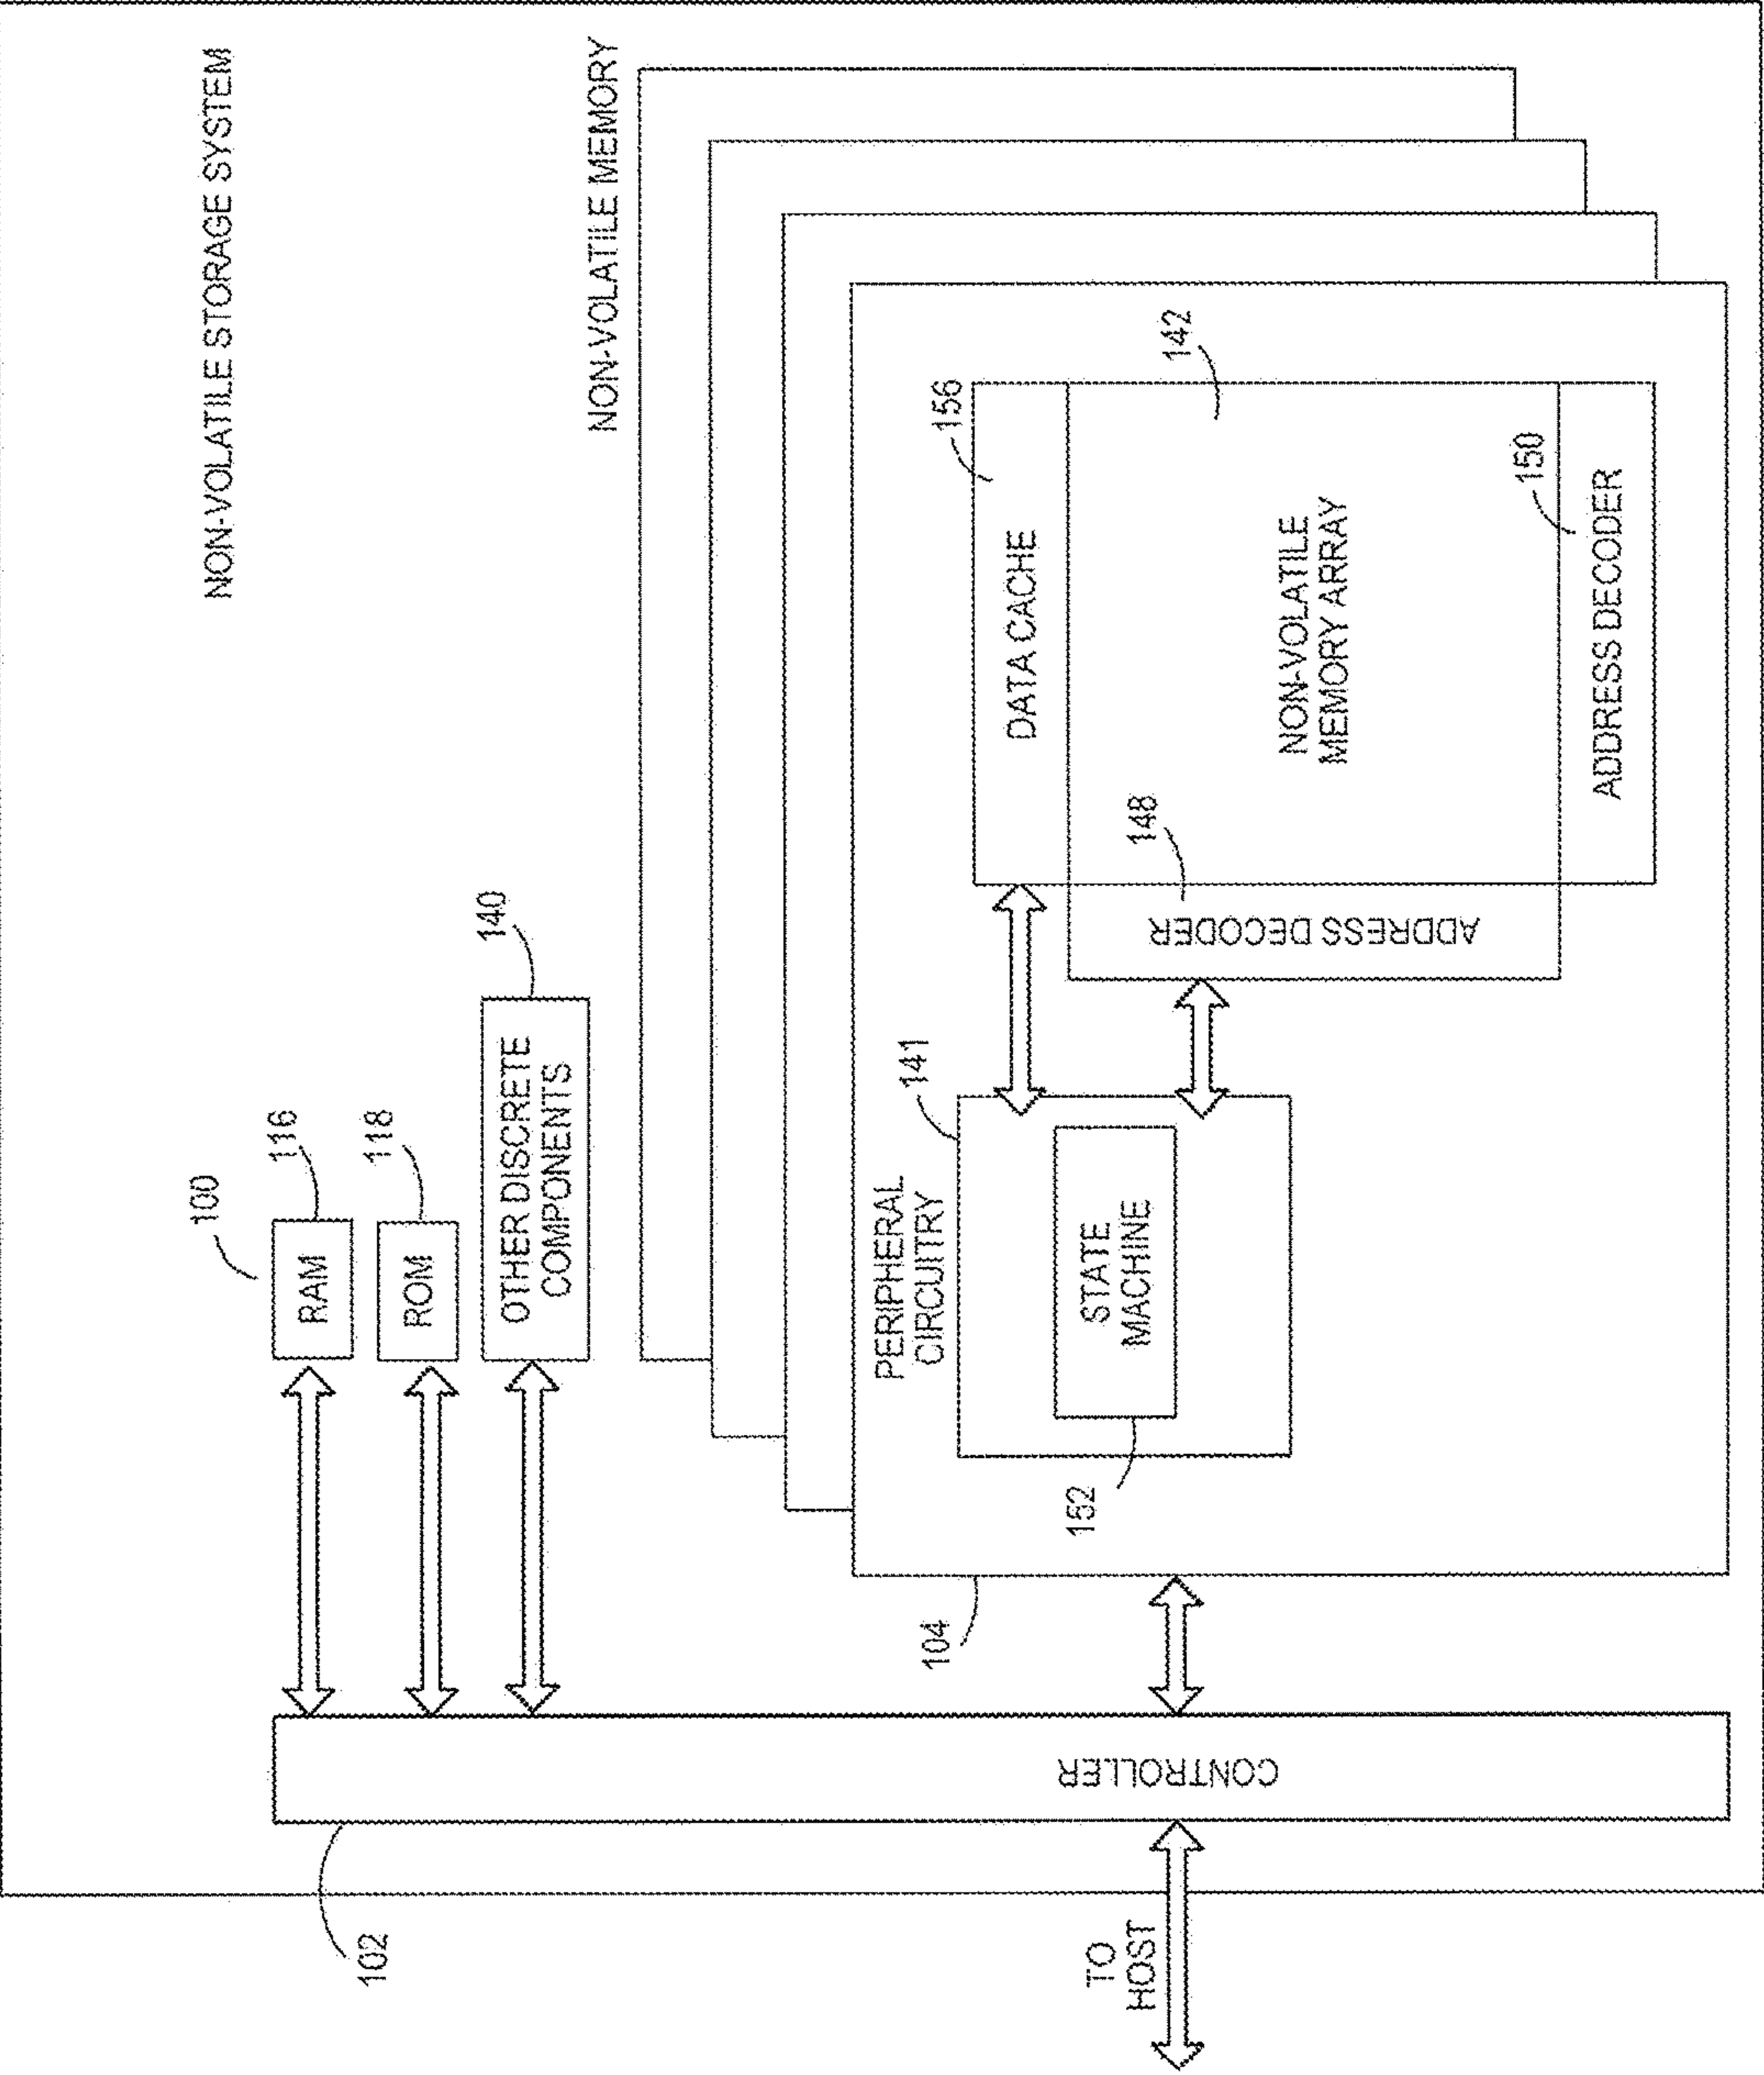 NON-VOLATILE STORAGE SYSTEM
100
RAM
116
ROM
118
OTHER DISCRETE
COMPONENTS
140
NON-VOLATILE MEMORY
102
CONTROLLER
TO
HOST
104
PERIPHERAL
CIRCUITRY
141
STATE
MACHINE
152
DATA CACHE
156
ADDRESS DECODER
148
NON-VOLATILE
MEMORY ARRAY
142
ADDRESS DECODER
150